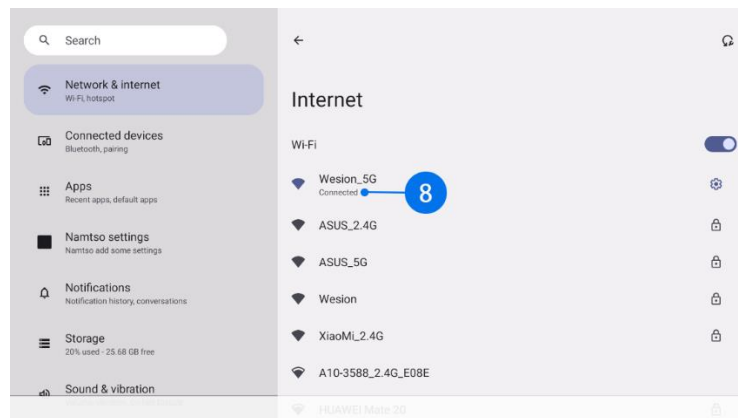 Search
Network & internet
Wi-Fi, hotspot
Connected devices
Bluetooth, pairing
Apps
Recent apps, default apps
Namtso settings
Namtso add some settings
Notifications
Notification history, conversations
Storage
20% used - 25.68 GB free
Sound & vibration
Internet
Wi-Fi
Wesion_5G
Connected
8
ASUS_2.4G
ASUS_5G
Wesion
XiaoMi_2.4G
A10-3588_2.4G_E08E
HUAWEI Mate 20